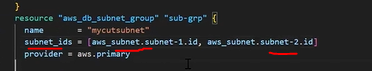 }
resource "aws_db_subnet_group" "sub-grp" {
name = "mycutsubnet"
subnet_ids = [aws_subnet.subnet-1.id, aws_subnet.subnet-2.id]
provider = aws.primary